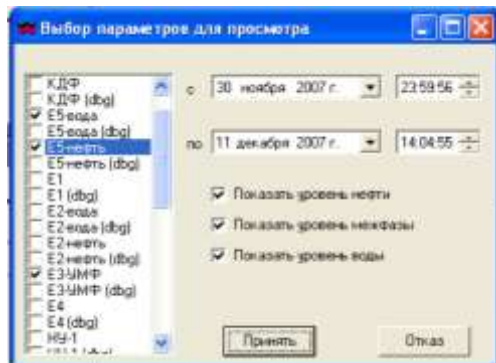 Выбор параметров для просмотра
КДФ
КДФ (dbg)
Е5-вода
Е5-вода (dbg)
Е5-нефть
Е5-нефть (dbg)
Е1
Е1 (dbg)
Е2-вода
Е2-вода (dbg)
Е2-нефть
Е2-нефть (dbg)
Е3-УМФ
Е3-УМФ (dbg)
Е4
Е4 (dbg)
НУ-1
с 30 ноября 2007 г. 23:59:56
по 11 декабря 2007 г. 14:04:55
Показать уровень нефти
Показать уровень межфазы
Показать уровень воды
Принять Отказ